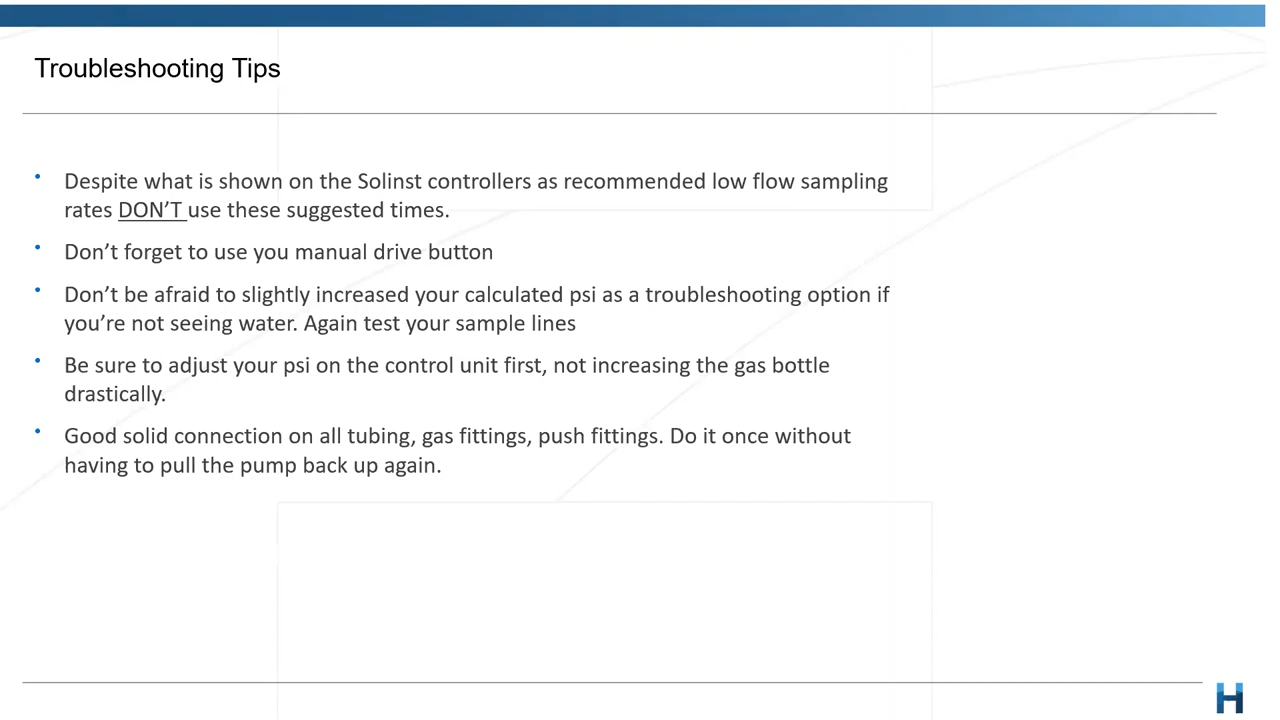 Troubleshooting Tips
• Despite what is shown on the Solinst controllers as recommended low flow sampling
rates DON’T use these suggested times.
• Don’t forget to use you manual drive button
• Don’t be afraid to slightly increased your calculated psi as a troubleshooting option if
you’re not seeing water. Again test your sample lines
• Be sure to adjust your psi on the control unit first, not increasing the gas bottle
drastically.
• Good solid connection on all tubing, gas fittings, push fittings. Do it once without
having to pull the pump back up again.
H